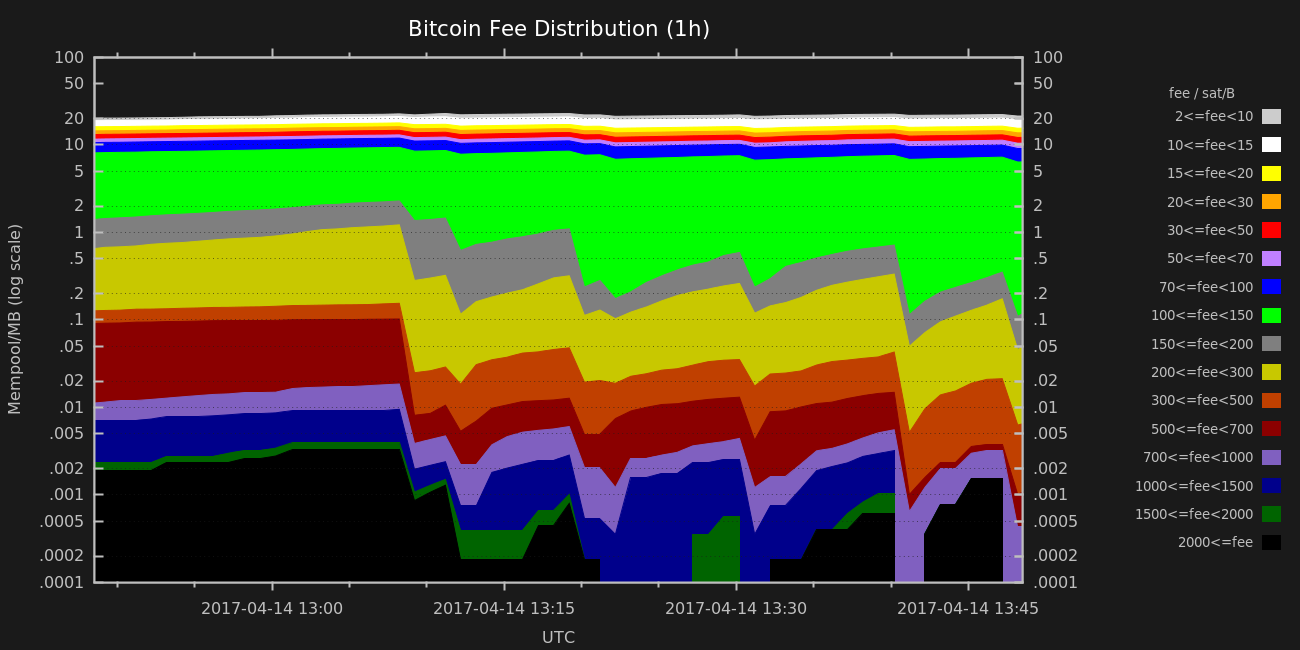 Bitcoin Fee Distribution (1h)
Mempool/MB (log scale)
100
50
20
10
5
2
1
.5
.2
.1
.05
.02
.01
.005
.002
.001
.0005
.0002
.0001
100
50
20
10
5
2
1
.5
.2
.1
.05
.02
.01
.005
.002
.001
.0005
.0002
.0001
fee / sat/B
2<=fee<10
10<=fee<15
15<=fee<20
20<=fee<30
30<=fee<50
50<=fee<70
70<=fee<100
100<=fee<150
150<=fee<200
200<=fee<300
300<=fee<500
500<=fee<700
700<=fee<1000
1000<=fee<1500
1500<=fee<2000
2000<=fee
2017-04-14 13:00 2017-04-14 13:15 2017-04-14 13:30 2017-04-14 13:45
UTC